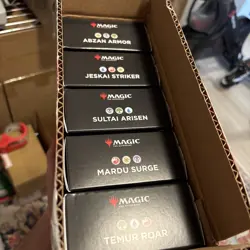 MAGIC
ABZAN ARMOR
MAGIC
JESKAI STRIKER
MAGIC
SULTAI ARISEN
MAGIC
MARDU SURGE
MAGIC
TEMUR ROAR